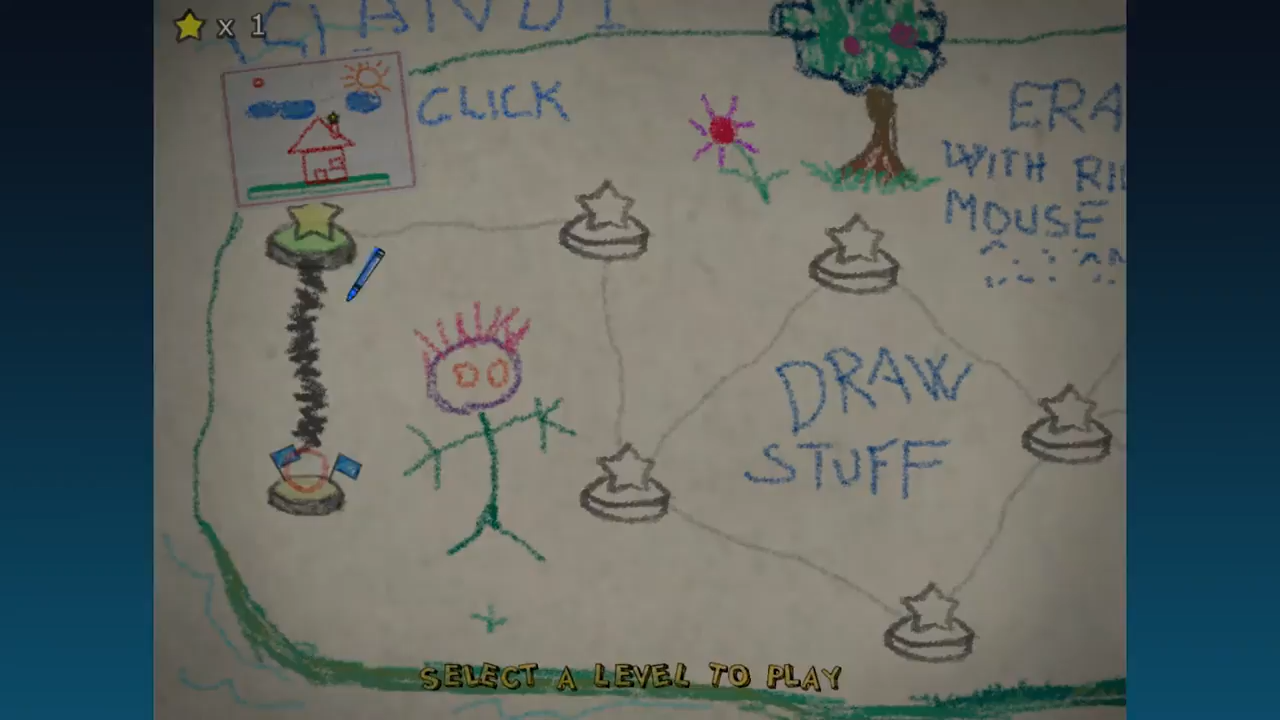 x 1
CLICK
ERA
WITH RI
MOUSE
DRAW
STUFF
SELECT A LEVEL TO PLAY